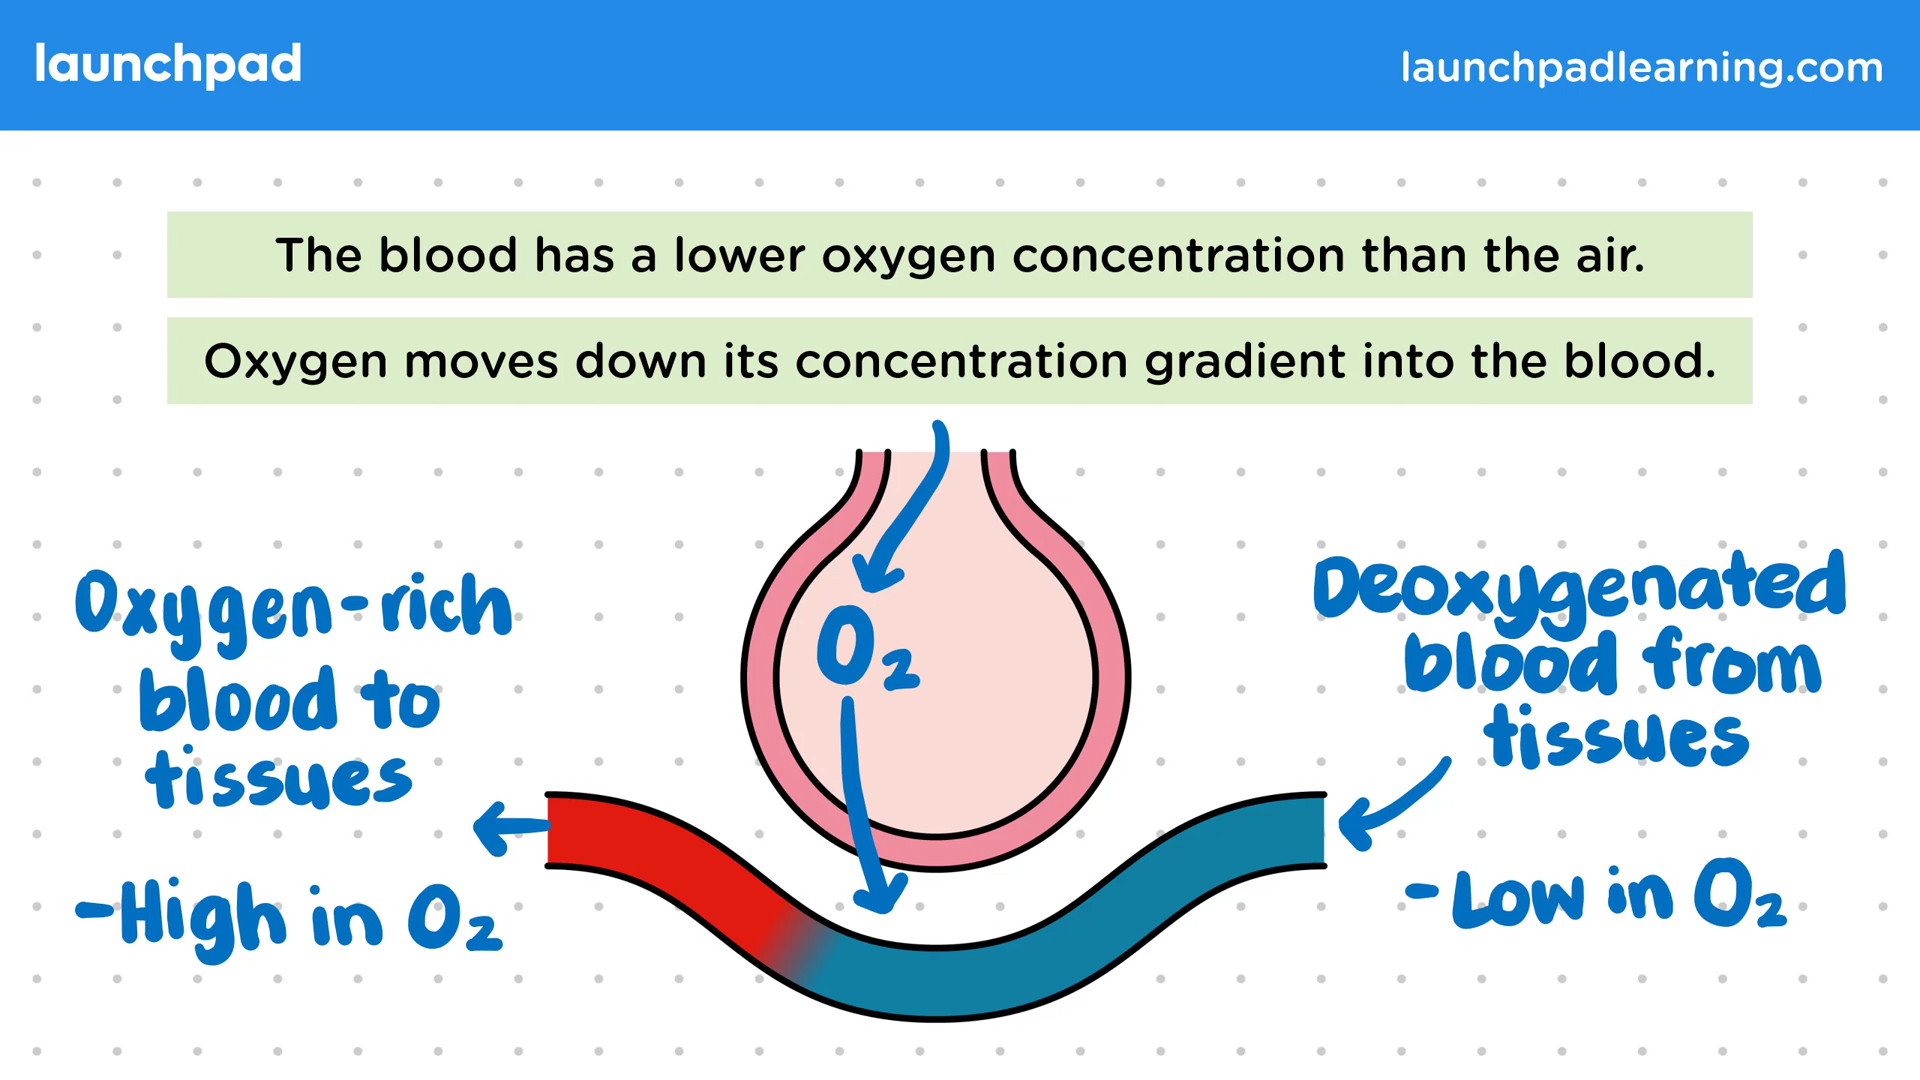 launchpad
launchpadlearning.com
The blood has a lower oxygen concentration than the air.
Oxygen moves down its concentration gradient into the blood.
Oxygen-rich
blood to
tissues
-High in O₂
O₂
Deoxygenated
blood from
tissues
-Low in O₂